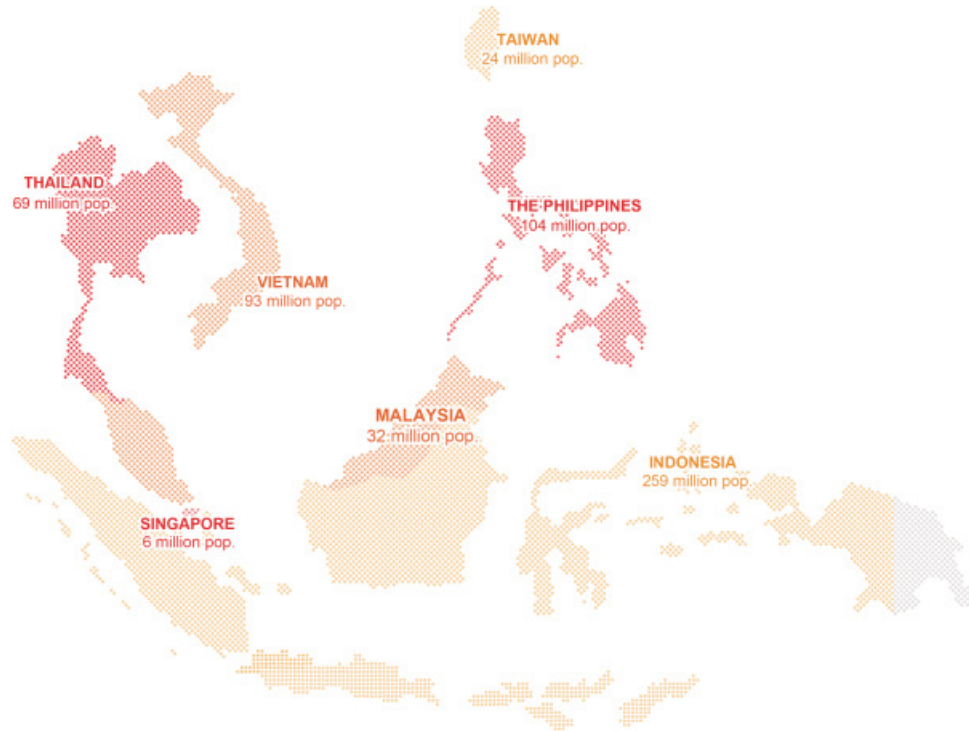 TAIWAN
24 million pop.
THAILAND
69 million pop.
THE PHILIPPINES
104 million pop.
VIETNAM
93 million pop.
MALAYSIA
32 million pop.
INDONESIA
259 million pop.
SINGAPORE
6 million pop.